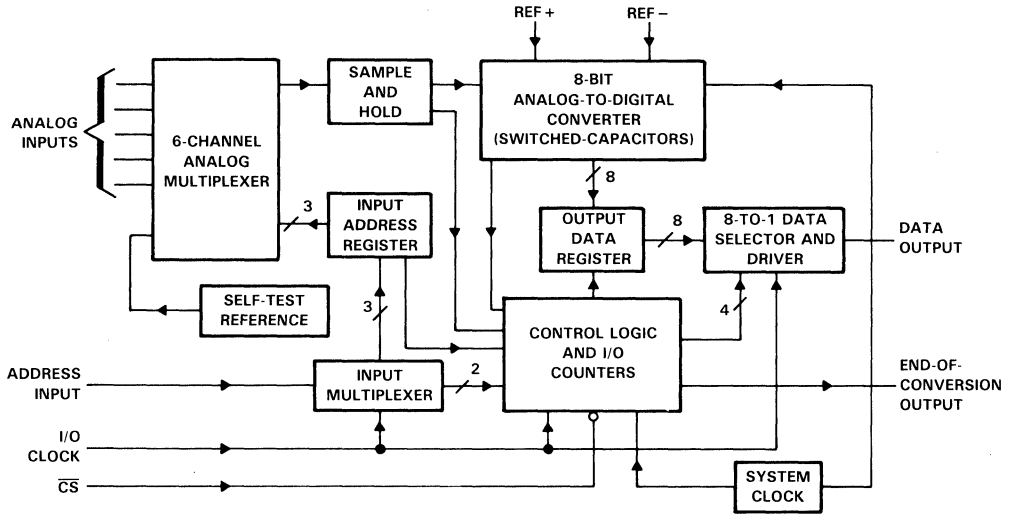 REF+
REF−
ANALOG
INPUTS
6-CHANNEL
ANALOG
MULTIPLEXER
SAMPLE
AND
HOLD
8-BIT
ANALOG-TO-DIGITAL
CONVERTER
(SWITCHED-CAPACITORS)
3
INPUT
ADDRESS
REGISTER
8
OUTPUT
DATA
REGISTER
8
8-TO-1 DATA
SELECTOR AND
DRIVER
DATA
OUTPUT
SELF-TEST
REFERENCE
3
4
CONTROL LOGIC
AND I/O
COUNTERS
ADDRESS
INPUT
INPUT
MULTIPLEXER
2
END-OF-
CONVERSION
OUTPUT
I/O
CLOCK
C̅S̅
SYSTEM
CLOCK